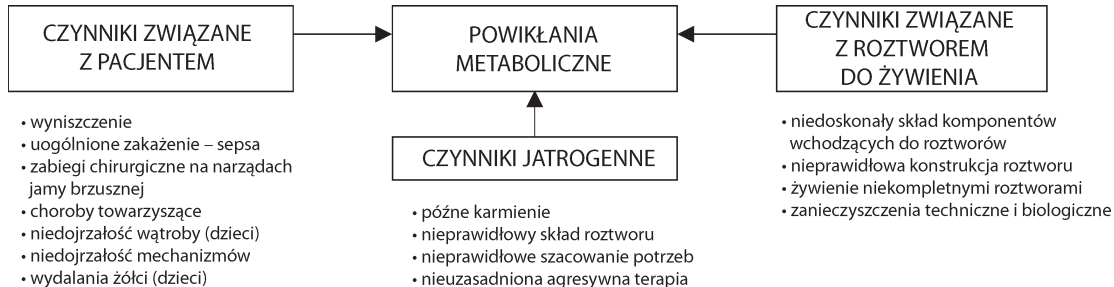 CZYNNIKI ZWIĄZANE
Z PACJENTEM
• wyniszczenie
• uogólnione zakażenie – sepsa
• zabiegi chirurgiczne na narządach
jamy brzusznej
• choroby towarzyszące
• niedojrzałość wątroby (dzieci)
• niedojrzałość mechanizmów
• wydalania żółci (dzieci)
POWIKŁANIA
METABOLICZNE
CZYNNIKI JATROGENNE
• późne karmienie
• nieprawidłowy skład roztworu
• nieprawidłowe szacowanie potrzeb
• nieuzasadniona agresywna terapia
CZYNNIKI ZWIĄZANE
Z ROZTWOREM
DO ŻYWIENIA
• niedoskonały skład komponentów
wchodzących do roztworów
• nieprawidłowa konstrukcja roztworu
• żywienie niekompletnymi roztworami
• zanieczyszczenia techniczne i biologiczne